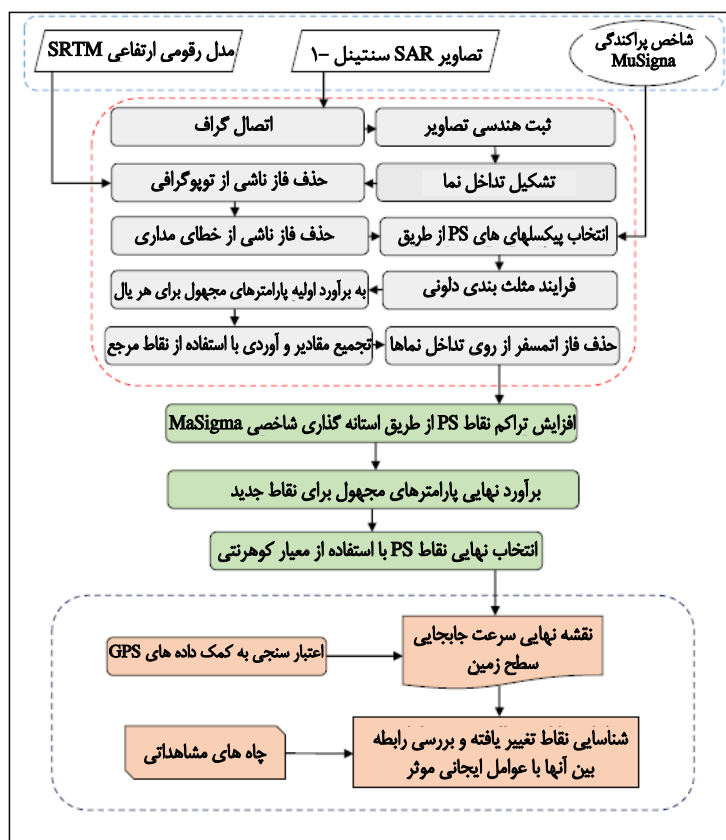 مدل رقومی ارتفاعی SRTM
تصاویر SAR سنتینل –۱
شاخص پراکندگی
MuSigna
اتصال گراف
ثبت هندسی تصاویر
تشکیل تداخل نما
حذف فاز ناشی از توپوگرافی
حذف فاز ناشی از خطای مداری
انتخاب پیکسلهای های PS از طریق
فرایند مثلث بندی دلونی
به برآورد اولیه پارامترهای مجهول برای هر یال
تجمیع مقادیر و آوردی با استفاده از نقاط مرجع
حذف فاز اتمسفر از روی تداخل نماها
افزایش تراکم نقاط PS از طریق استانه گذاری شاخصی MaSigma
برآورد نهایی پارامترهای مجهول برای نقاط جدید
انتخاب نهایی نقاط PS با استفاده از معیار کوهرنتی
نقشه نهایی سرعت جابجایی
سطح زمین
اعتبار سنجی به کمک داده های GPS
شناسایی نقاط تغییر یافته و بررسی رابطه
بین آنها با عوامل ایجانی موثر
چاه های مشاهداتی